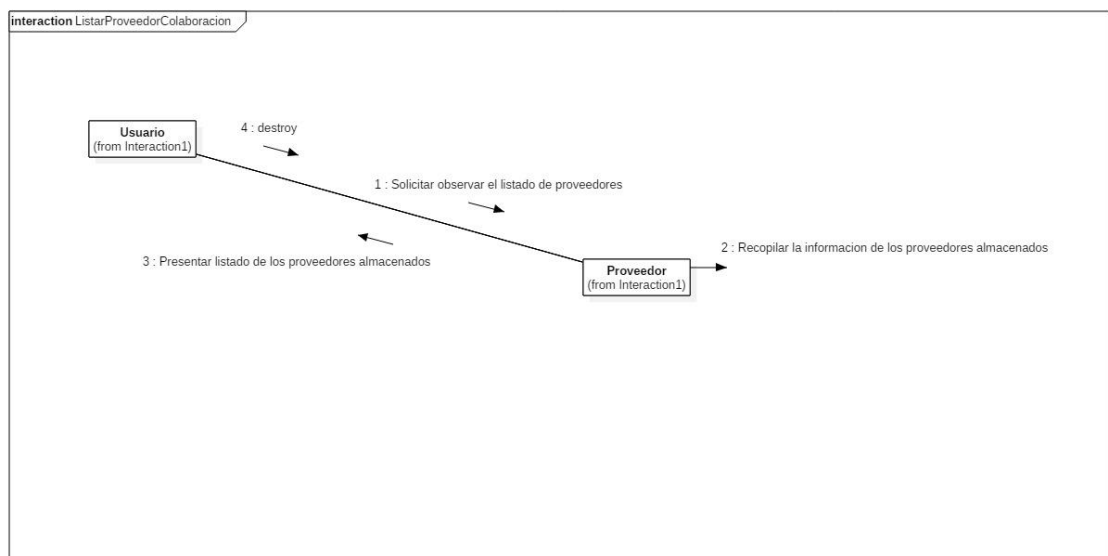 interaction ListarProveedorColaboracion
Usuario
(from Interaction1)
4 : destroy
1 : Solicitar observar el listado de proveedores
3 : Presentar listado de los proveedores almacenados
2 : Recopilar la informacion de los proveedores almacenados
Proveedor
(from Interaction1)